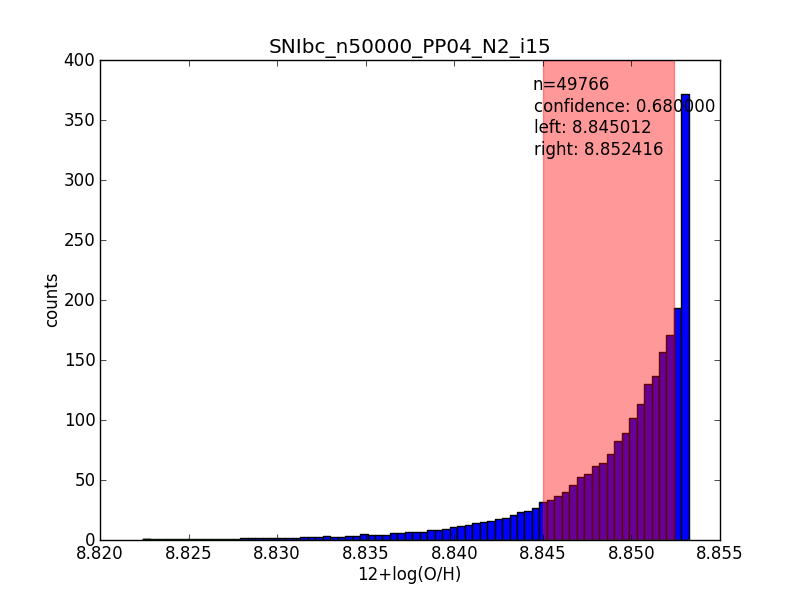 SNIbc_n50000_PP04_N2_i15
400
350
300
250
200
150
100
50
0
counts
n=49766
confidence: 0.680000
left: 8.845012
right: 8.852416
8.820 8.825 8.830 8.835 8.840 8.845 8.850 8.855
12+log(O/H)